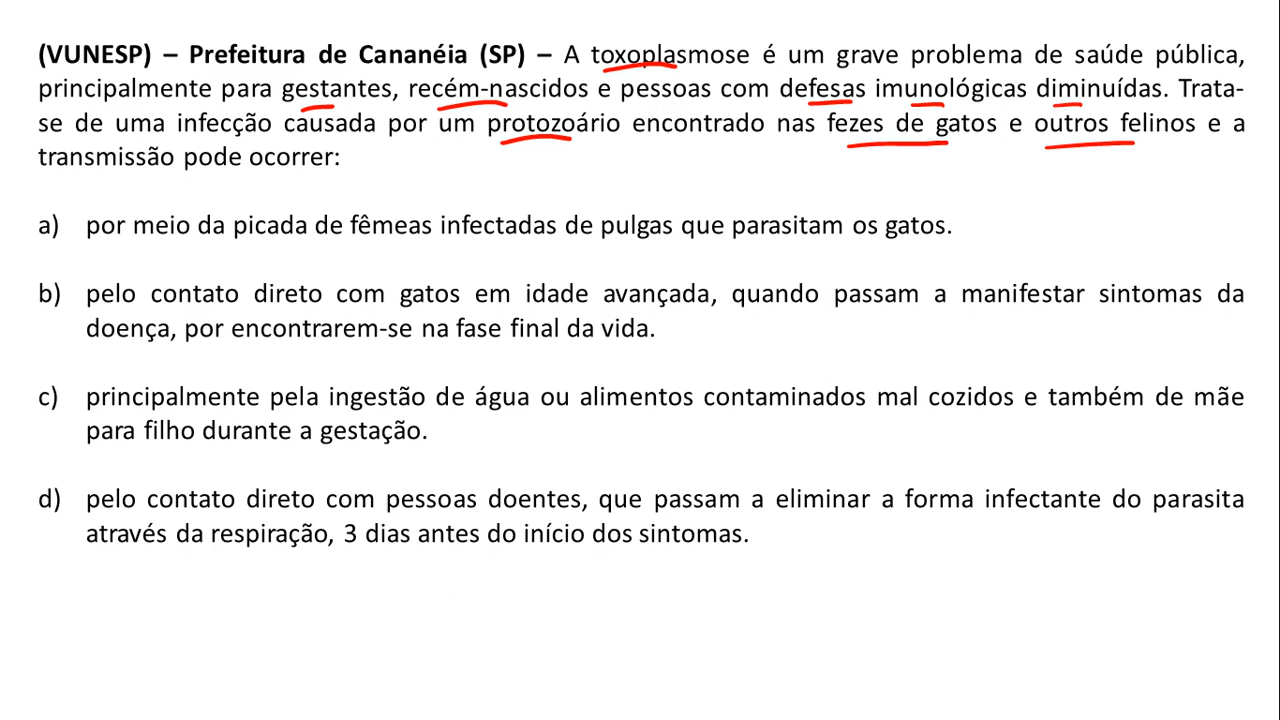 (VUNESP) – Prefeitura de Cananéia (SP) – A toxoplasmose é um grave problema de saúde pública,
principalmente para gestantes, recém-nascidos e pessoas com defesas imunológicas diminuídas. Trata-
se de uma infecção causada por um protozoário encontrado nas fezes de gatos e outros felinos e a
transmissão pode ocorrer:
a) por meio da picada de fêmeas infectadas de pulgas que parasitam os gatos.
b) pelo contato direto com gatos em idade avançada, quando passam a manifestar sintomas da
doença, por encontrarem-se na fase final da vida.
c) principalmente pela ingestão de água ou alimentos contaminados mal cozidos e também de mãe
para filho durante a gestação.
d) pelo contato direto com pessoas doentes, que passam a eliminar a forma infectante do parasita
através da respiração, 3 dias antes do início dos sintomas.